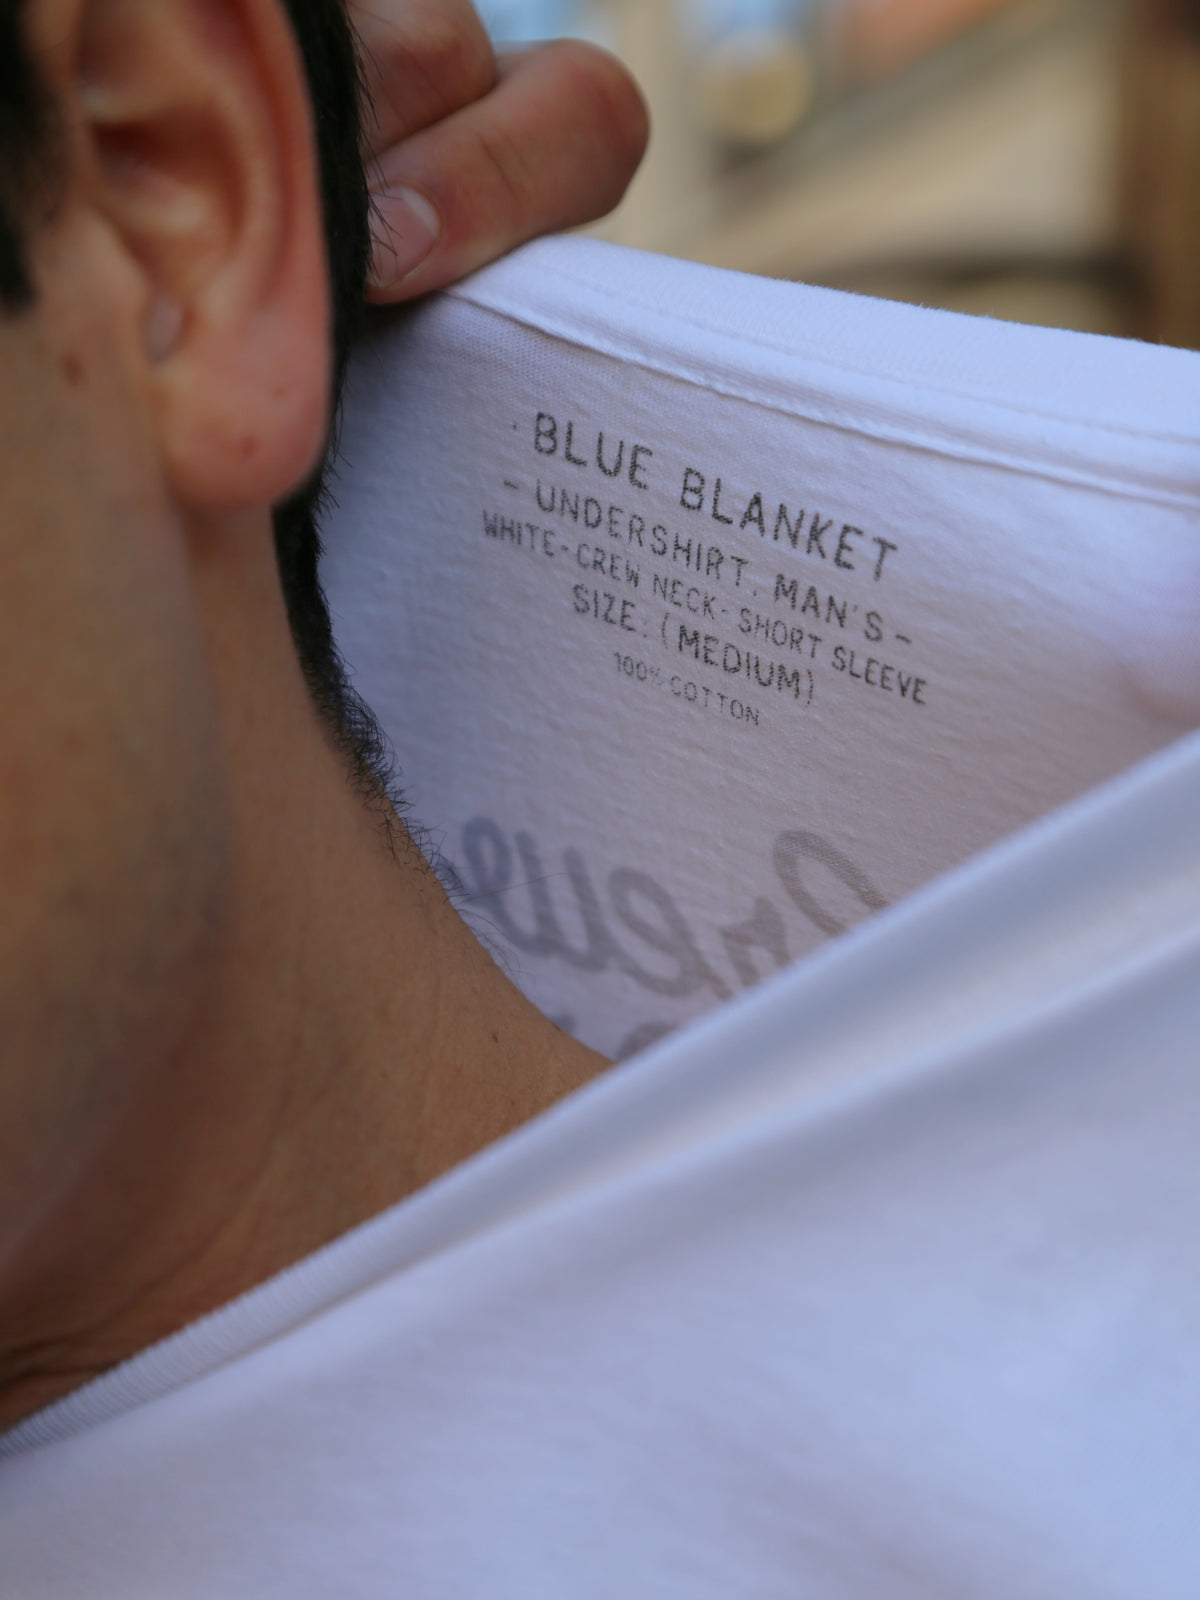 · BLUE BLANKET
- UNDERSHIRT. MAN'S -
WHITE-CREW NECK- SHORT SLEEVE
SIZE. (MEDIUM)
100% COTTON